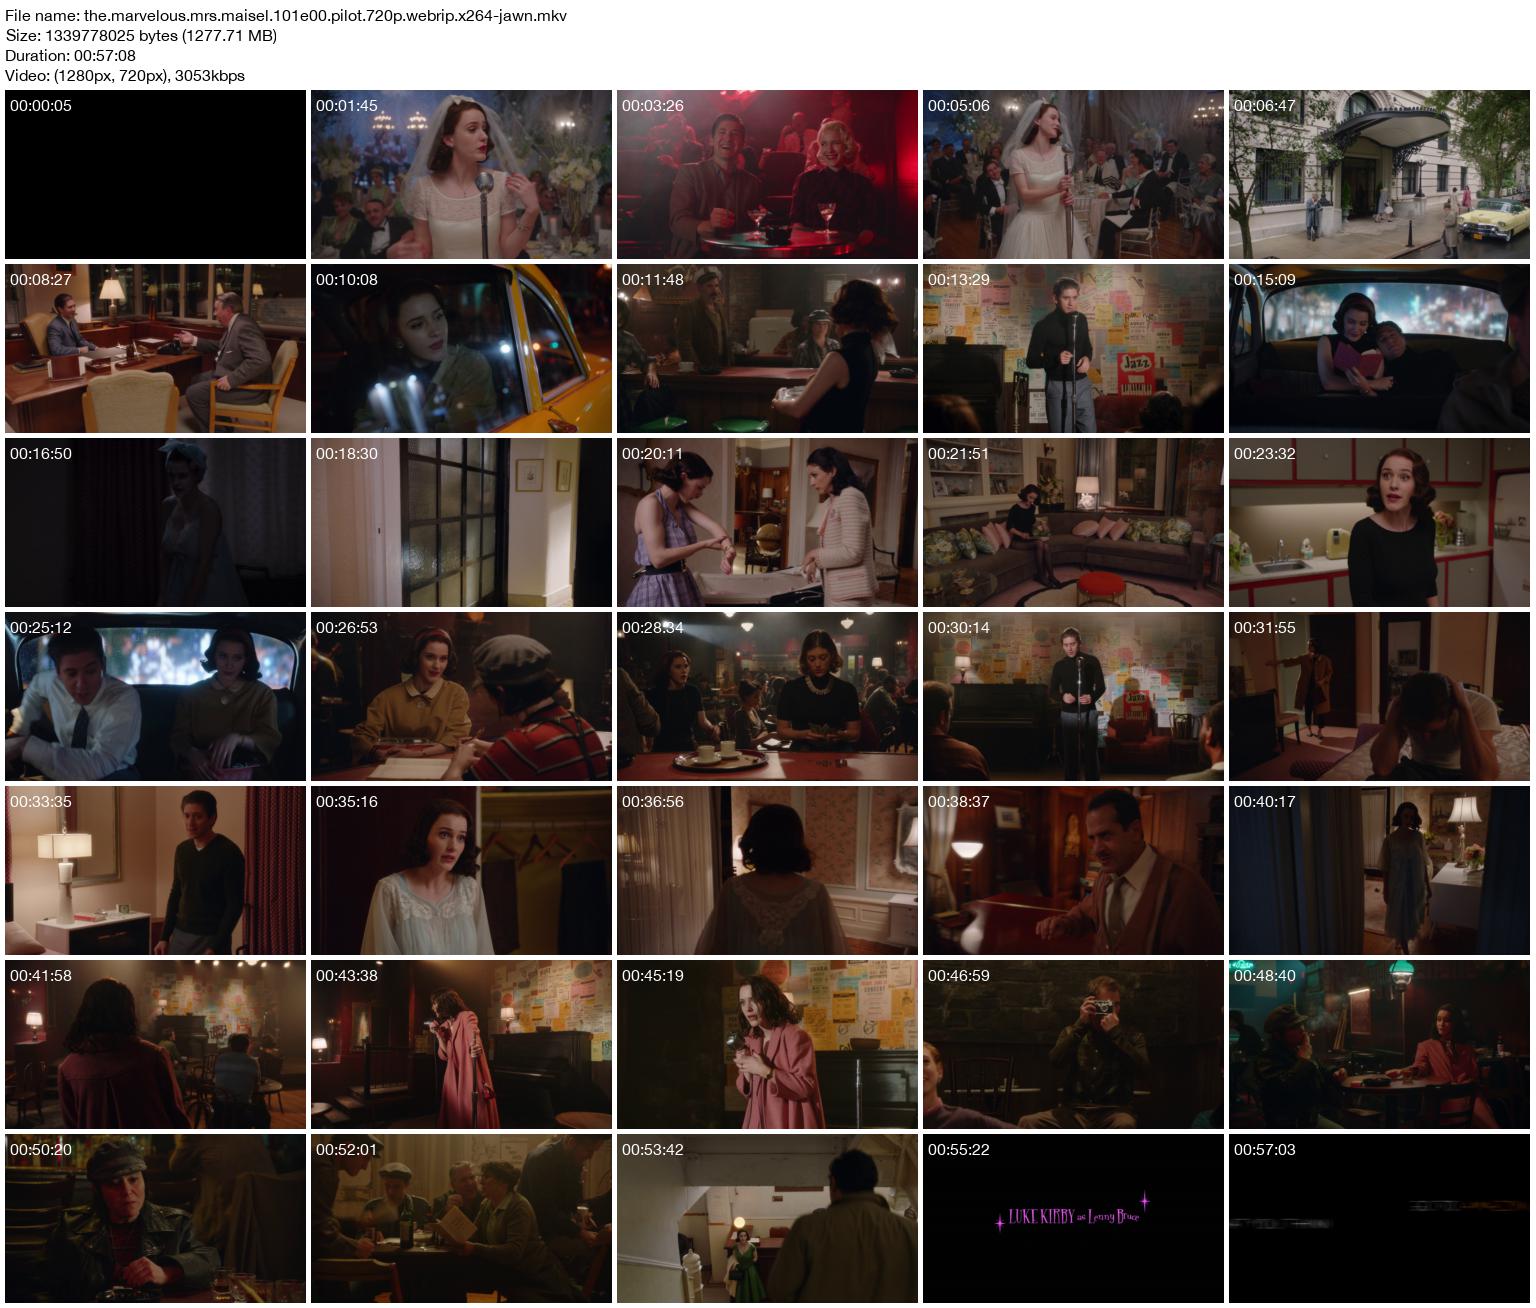 File name: the.marvelous.mrs.maisel.101e00.pilot.720p.webrip.x264-jawn.mkv
Size: 1339778025 bytes (1277.71 MB)
Duration: 00:57:08
Video: (1280px, 720px), 3053kbps
00:00:05 00:01:45 00:03:26 00:05:06 00:06:47
00:08:27 00:10:08 00:11:48 00:13:29 00:15:09
Jazz
00:16:50 00:18:30 00:20:11 00:21:51 00:23:32
00:25:12 00:26:53 00:28:34 00:30:14 00:31:55
Jazz
00:33:35 00:35:16 00:36:56 00:38:37 00:40:17
00:41:58 00:43:38 00:45:19 00:46:59 00:48:40
00:50:20 00:52:01 00:53:42 00:55:22 00:57:03
LUKE KIRBY as Lenny Bruce